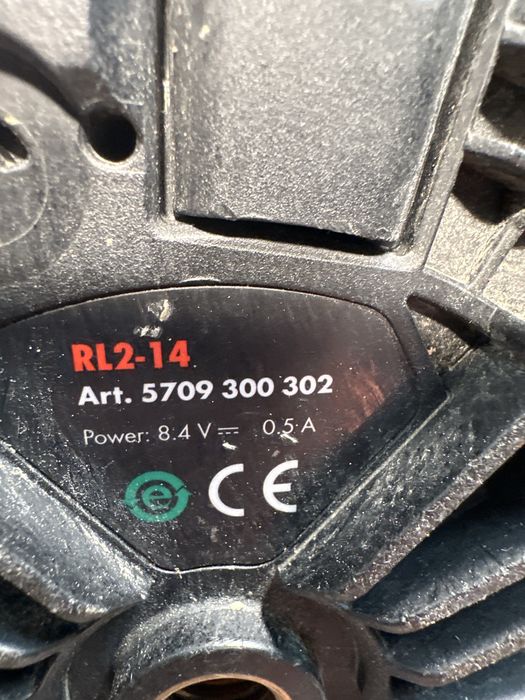 RL2-14
Art. 5709 300 302
Power: 8.4 V ⎓ 0.5 A
e CE